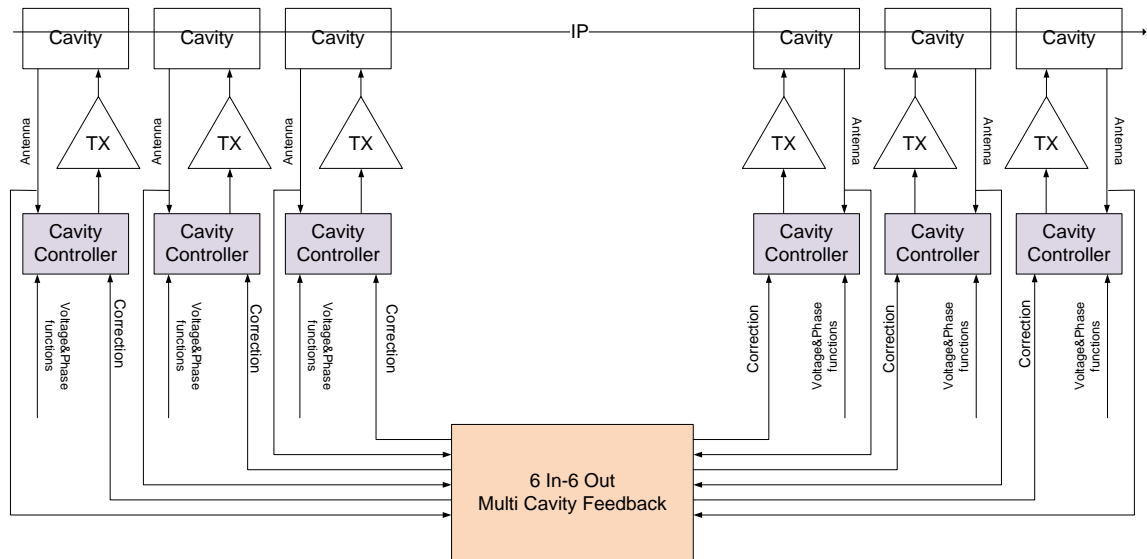 Cavity
Cavity
Cavity
IP
Cavity
Cavity
Cavity
Antenna
TX
Antenna
TX
Antenna
TX
TX
Antenna
TX
Antenna
TX
Antenna
Cavity
Controller
Cavity
Controller
Cavity
Controller
Cavity
Controller
Cavity
Controller
Cavity
Controller
Voltage&Phase
functions
Correction
Voltage&Phase
functions
Correction
Voltage&Phase
functions
Correction
Correction
Voltage&Phase
functions
Correction
Voltage&Phase
functions
Correction
Voltage&Phase
functions
6 In-6 Out
Multi Cavity Feedback